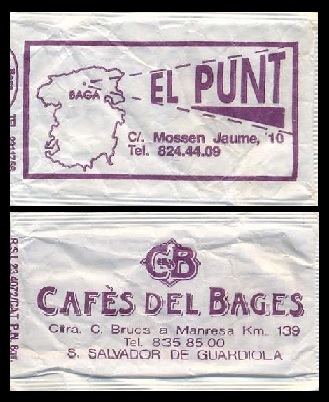 EL PUNT
BAGÀ
C/. Mossen Jaume, 10
Tel. 824.44.09
CB
CAFÈS DEL BAGES
Ctra. C. Brucs a Manresa Km. 139
Tel. 835 85 00
S. SALVADOR DE GUARDIOLA